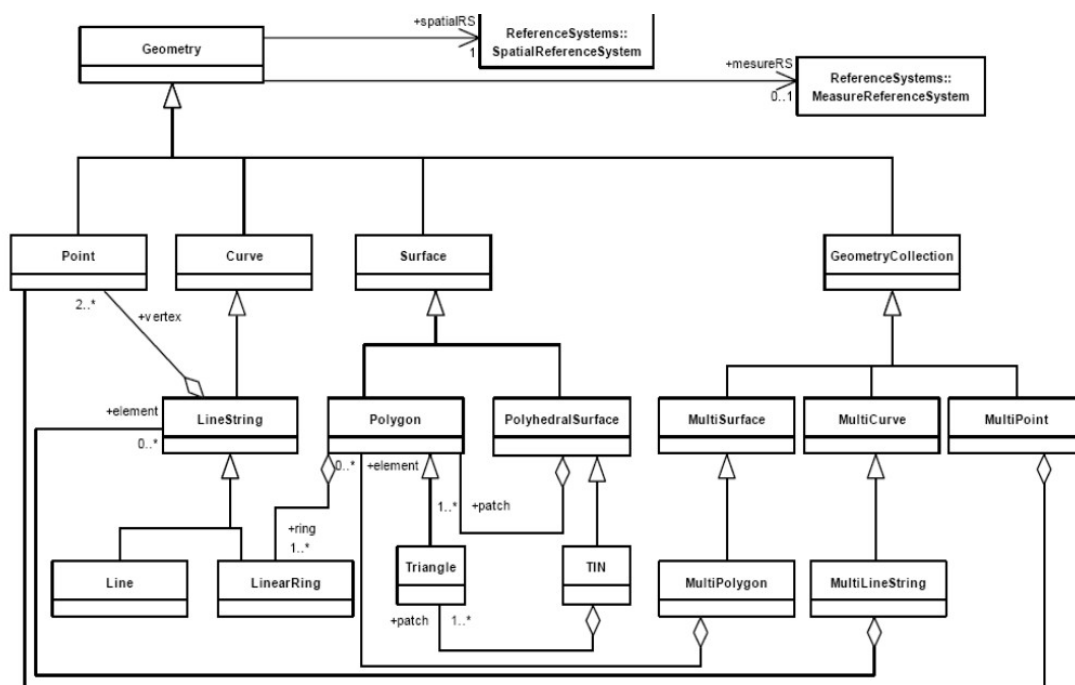 +spatialRS
ReferenceSystems::
SpatialReferenceSystem
1
Geometry
+mesureRS
ReferenceSystems::
MeasureReferenceSystem
0..1
Point
Curve
Surface
GeometryCollection
2..*
+vertex
+element
0..*
LineString
Polygon
PolyhedralSurface
MultiSurface
MultiCurve
MultiPoint
0..*
+element
1..*
+patch
+ring
1..*
Line
LinearRing
Triangle
TIN
MultiPolygon
MultiLineString
+patch
1..*